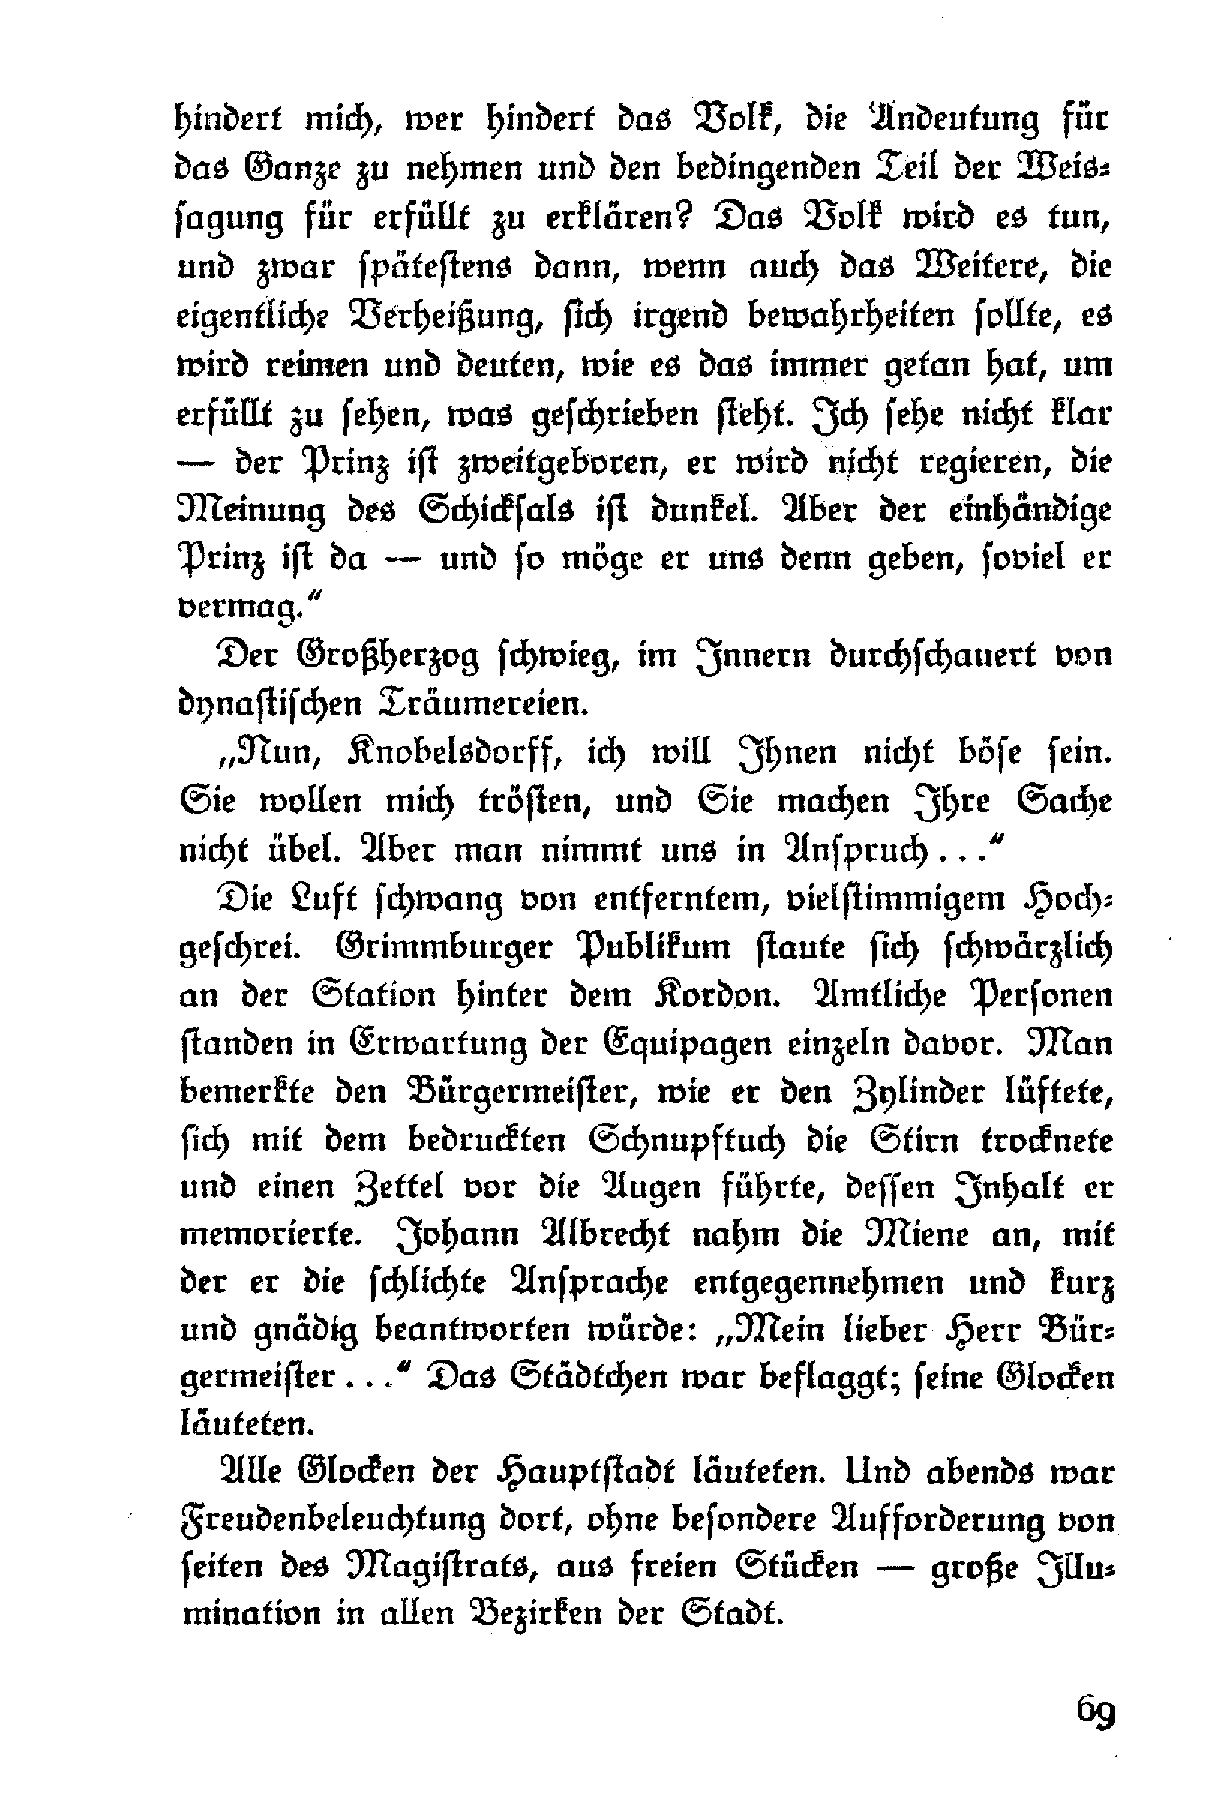 hindert mich, wer hindert das Volk, die Andeutung für
das Ganze zu nehmen und den bedingenden Teil der Weis-
sagung für erfüllt zu erklären? Das Volk wird es tun,
und zwar spätestens dann, wenn auch das Weitere, die
eigentliche Verheißung, sich irgend bewahrheiten sollte, es
wird reimen und deuten, wie es das immer getan hat, um
erfüllt zu sehen, was geschrieben steht. Ich sehe nicht klar
— der Prinz ist zweitgeboren, er wird nicht regieren, die
Meinung des Schicksals ist dunkel. Aber der einhändige
Prinz ist da — und so möge er uns denn geben, soviel er
vermag.“
Der Großherzog schwieg, im Innern durchschauert von
dynastischen Träumereien.
„Nun, Knobelsdorff, ich will Ihnen nicht böse sein.
Sie wollen mich trösten, und Sie machen Ihre Sache
nicht übel. Aber man nimmt uns in Anspruch . . .“
Die Luft schwang von entferntem, vielstimmigem Hoch-
geschrei. Grimmburger Publikum staute sich schwärzlich
an der Station hinter dem Kordon. Amtliche Personen
standen in Erwartung der Equipagen einzeln davor. Man
bemerkte den Bürgermeister, wie er den Zylinder lüftete,
sich mit dem bedruckten Schnupftuch die Stirn trocknete
und einen Zettel vor die Augen führte, dessen Inhalt er
memorierte. Johann Albrecht nahm die Miene an, mit
der er die schlichte Ansprache entgegennehmen und kurz
und gnädig beantworten würde: „Mein lieber Herr Bür-
germeister . . .“ Das Städtchen war beflaggt; seine Glocken
läuteten.
Alle Glocken der Hauptstadt läuteten. Und abends war
Freudenbeleuchtung dort, ohne besondere Aufforderung von
seiten des Magistrats, aus freien Stücken — große Illu-
mination in allen Bezirken der Stadt.
69